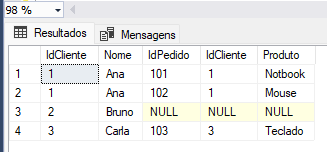 98 %
Resultados Mensagens
IdCliente Nome IdPedido IdCliente Produto
1 1 Ana 101 1 Notbook
2 1 Ana 102 1 Mouse
3 2 Bruno NULL NULL NULL
4 3 Carla 103 3 Teclado